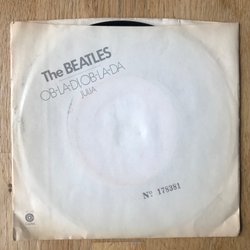 The BEATLES
OB-LA-DI, OB-LA-DA
JULIA
No 178381